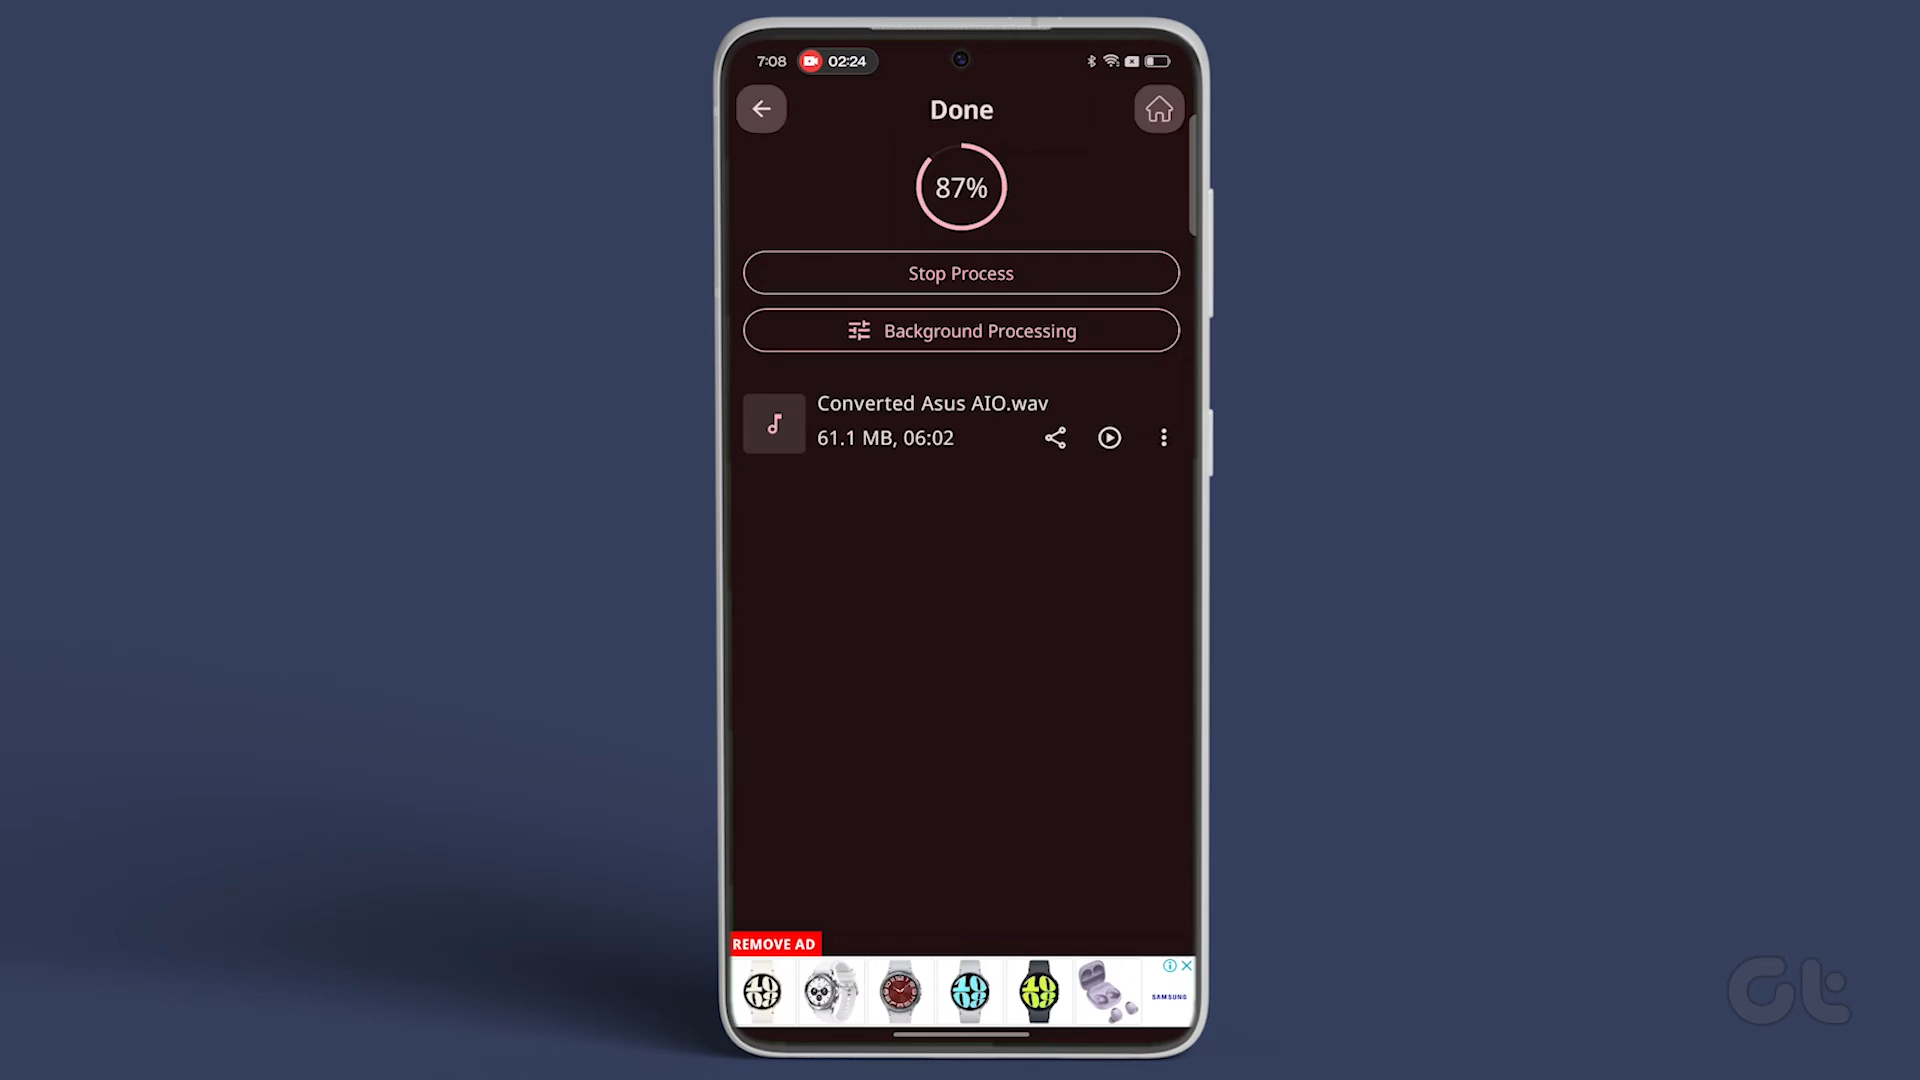 7:08 02:24
Done
87%
Stop Process
Background Processing
Converted Asus AIO.wav
61.1 MB, 06:02
REMOVE AD
SAMSUNG
Gt